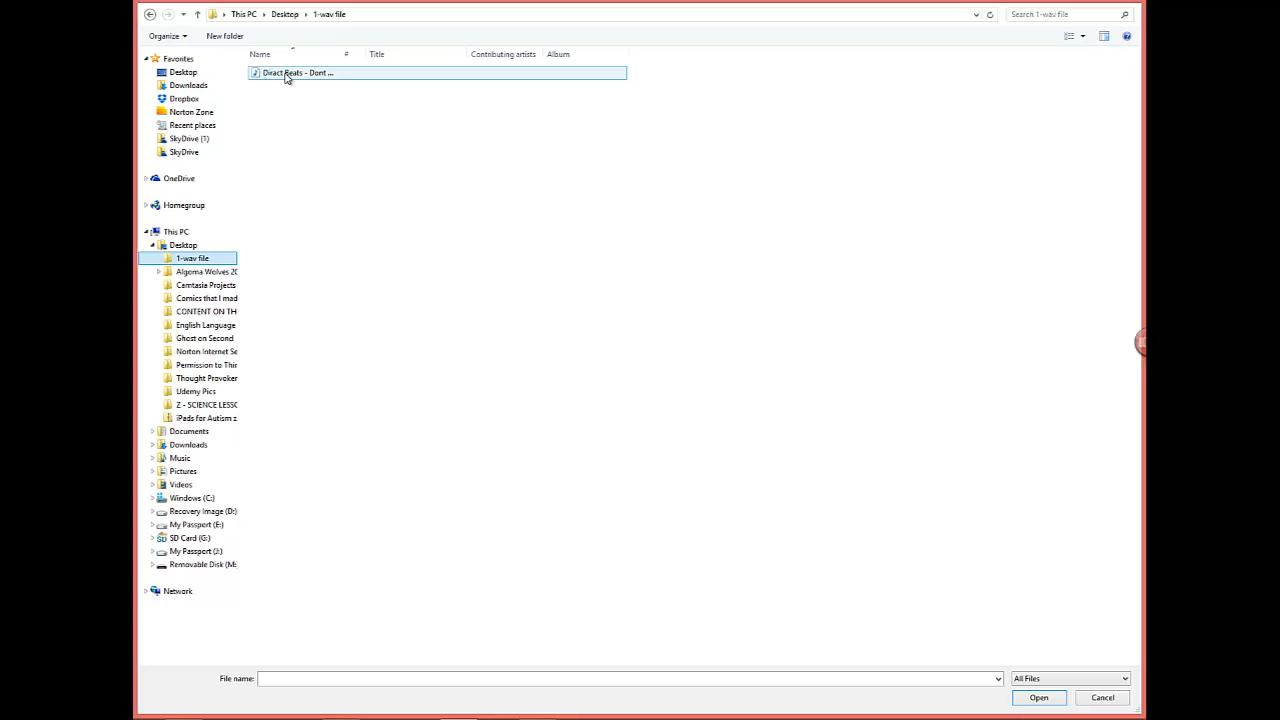 This PC Desktop 1-wav file Search 1-wav file
Organize New folder
Name # Title Contributing artists Album
Diract Beats - Dont ...
Favorites
Desktop
Downloads
Dropbox
Norton Zone
Recent places
SkyDrive (1)
SkyDrive
OneDrive
Homegroup
This PC
Desktop
1-wav file
Algoma Wolves 20
Camtasia Projects
Comics that I mad
CONTENT ON TH
English Language
Ghost on Second
Norton Internet Se
Permission to Thin
Thought Provoker
Udemy Pics
Z - SCIENCE LESSO
iPads for Autism z
Documents
Downloads
Music
Pictures
Videos
Windows (C:)
Recovery Image (D:)
My Passport (E:)
SD Card (G:)
My Passport (J:)
Removable Disk (M:
Network
File name: All Files
Open Cancel